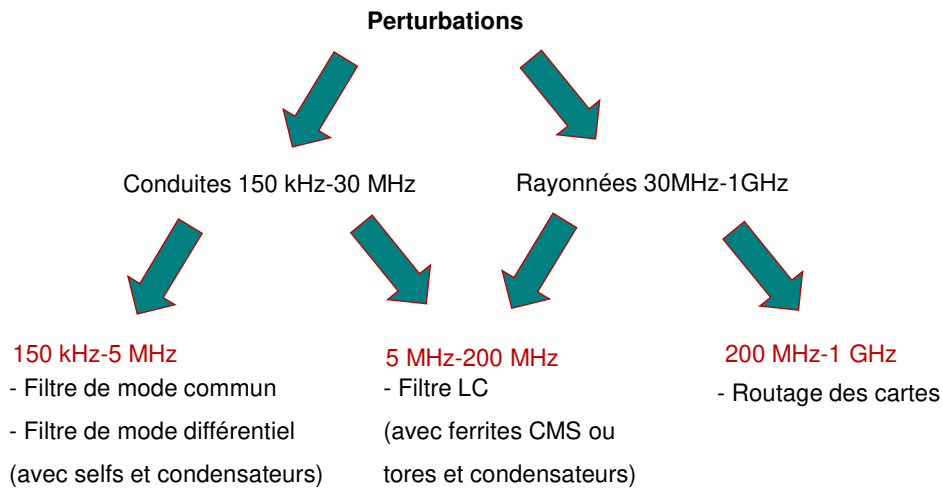 Perturbations
Conduites 150 kHz-30 MHz
Rayonnées 30MHz-1GHz
150 kHz-5 MHz
- Filtre de mode commun
- Filtre de mode différentiel
(avec selfs et condensateurs)
5 MHz-200 MHz
- Filtre LC
(avec ferrites CMS ou
tores et condensateurs)
200 MHz-1 GHz
- Routage des cartes